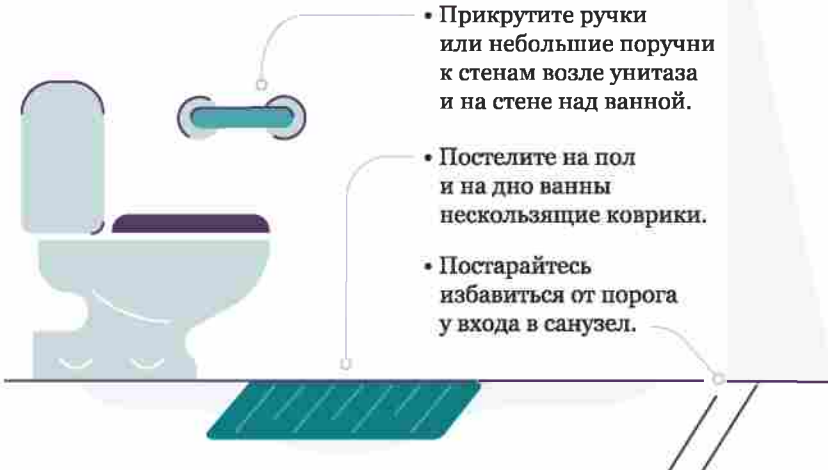 • Прикрутите ручки
или небольшие поручни
к стенам возле унитаза
и на стене над ванной.
• Постелите на пол
и на дно ванны
нескользящие коврики.
• Постарайтесь
избавиться от порога
у входа в санузел.